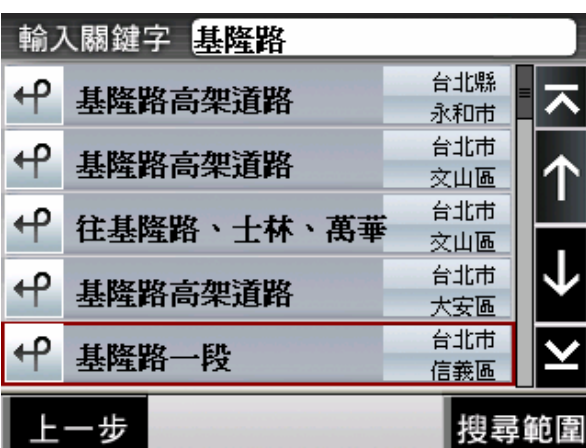 輸入關鍵字 基隆路
基隆路高架道路 台北縣
永和市
基隆路高架道路 台北市
文山區
往基隆路、士林、萬華 台北市
文山區
基隆路高架道路 台北市
大安區
基隆路一段 台北市
信義區
上一步 搜尋範圍